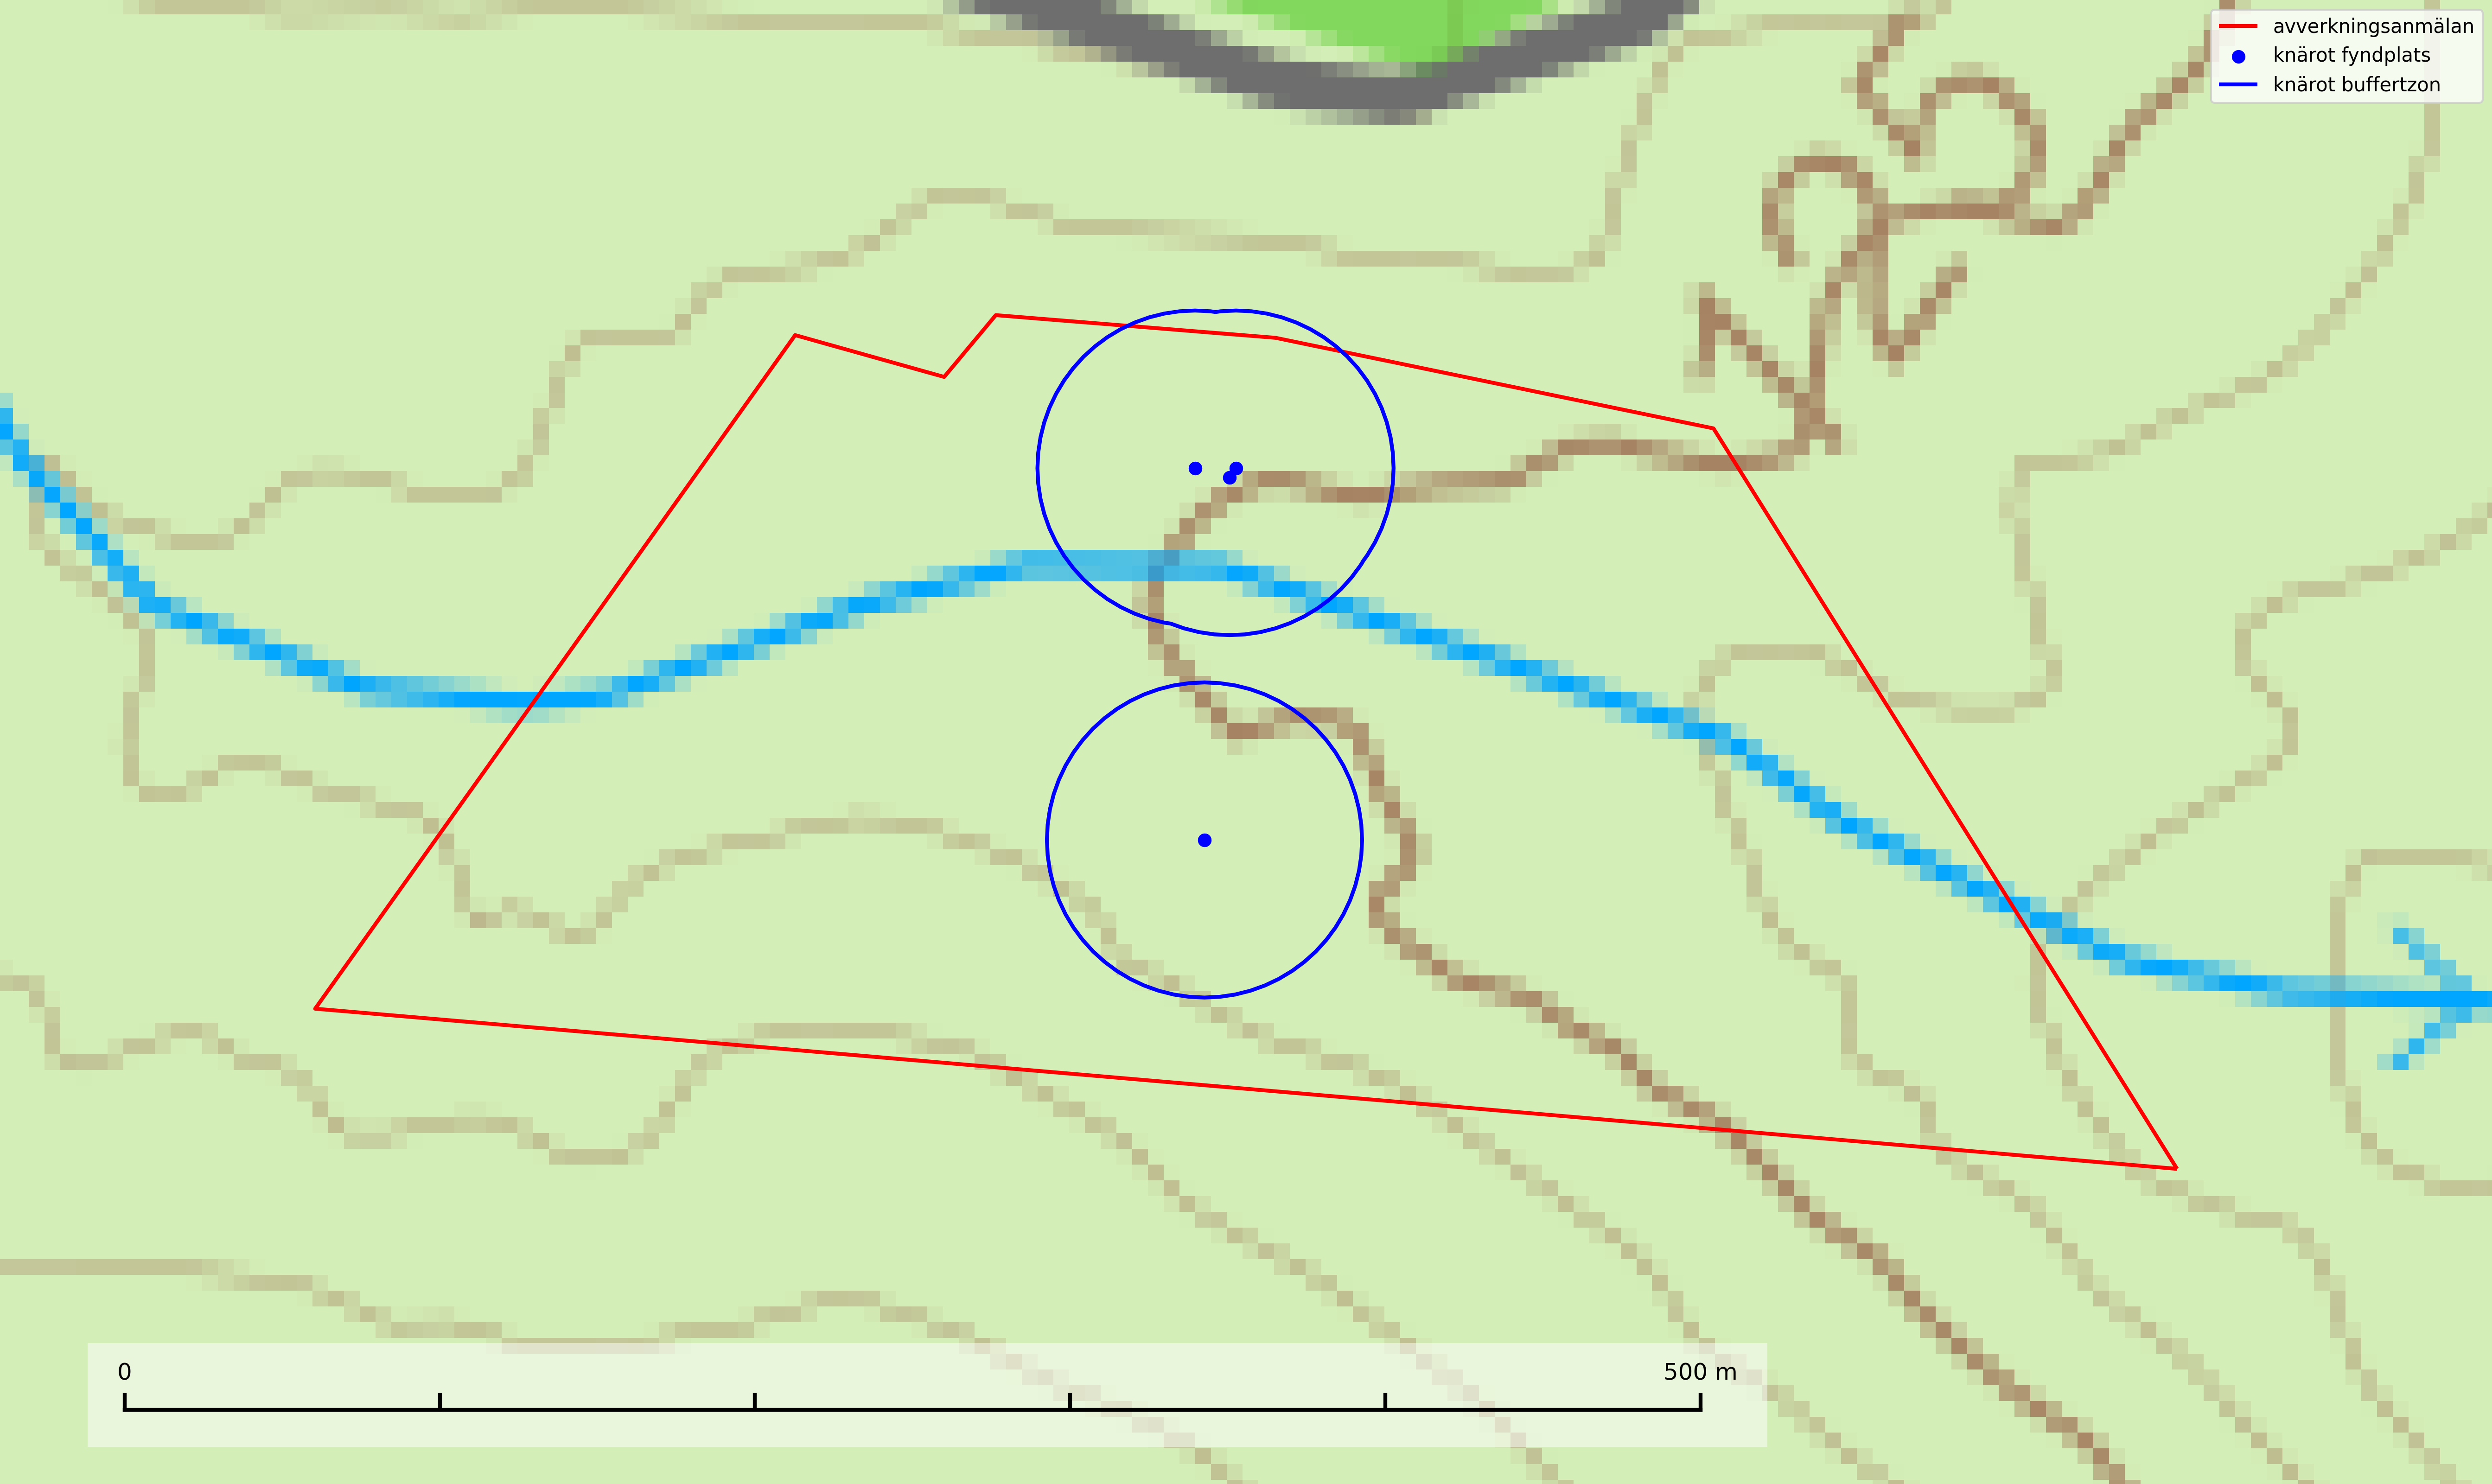 avverkningsanmälan
knärot fyndplats
knärot buffertzon
0 500 m